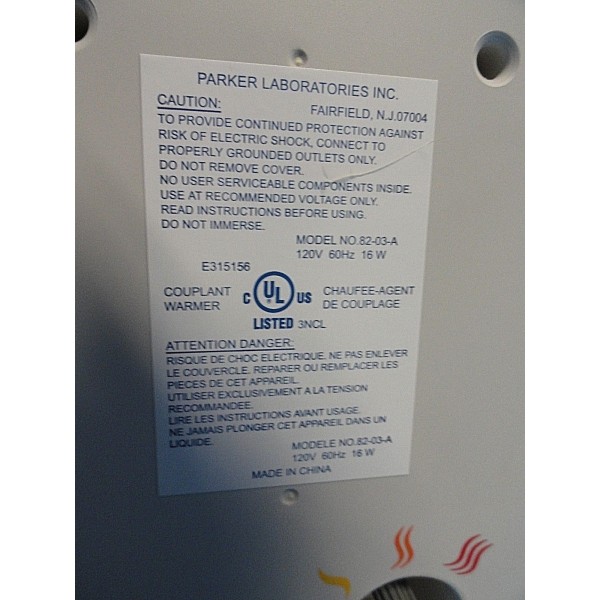 PARKER LABORATORIES INC.
CAUTION: FAIRFIELD, N.J.07004
TO PROVIDE CONTINUED PROTECTION AGAINST
RISK OF ELECTRIC SHOCK, CONNECT TO
PROPERLY GROUNDED OUTLETS ONLY.
DO NOT REMOVE COVER.
NO USER SERVICEABLE COMPONENTS INSIDE.
USE AT RECOMMENDED VOLTAGE ONLY.
READ INSTRUCTIONS BEFORE USING.
DO NOT IMMERSE.
MODEL NO.82-03-A
120V 60Hz 16 W
E315156
COUPLANT
WARMER
C UL ® US
LISTED 3NCL
CHAUFEE-AGENT
DE COUPLAGE
ATTENTION DANGER:
RISQUE DE CHOC ELECTRIQUE. NE PAS ENLEVER
LE COUVERCLE. REPARER OU REMPLACER LES
PIECES DE CET APPAREIL.
UTILISER EXCLUSIVEMENT A LA TENSION
RECOMMANDEE.
LIRE LES INSTRUCTIONS AVANT USAGE.
NE JAMAIS PLONGER CET APPAREIL DANS UN
LIQUIDE.
MODELE NO.82-03-A
120V 60Hz 16 W
MADE IN CHINA